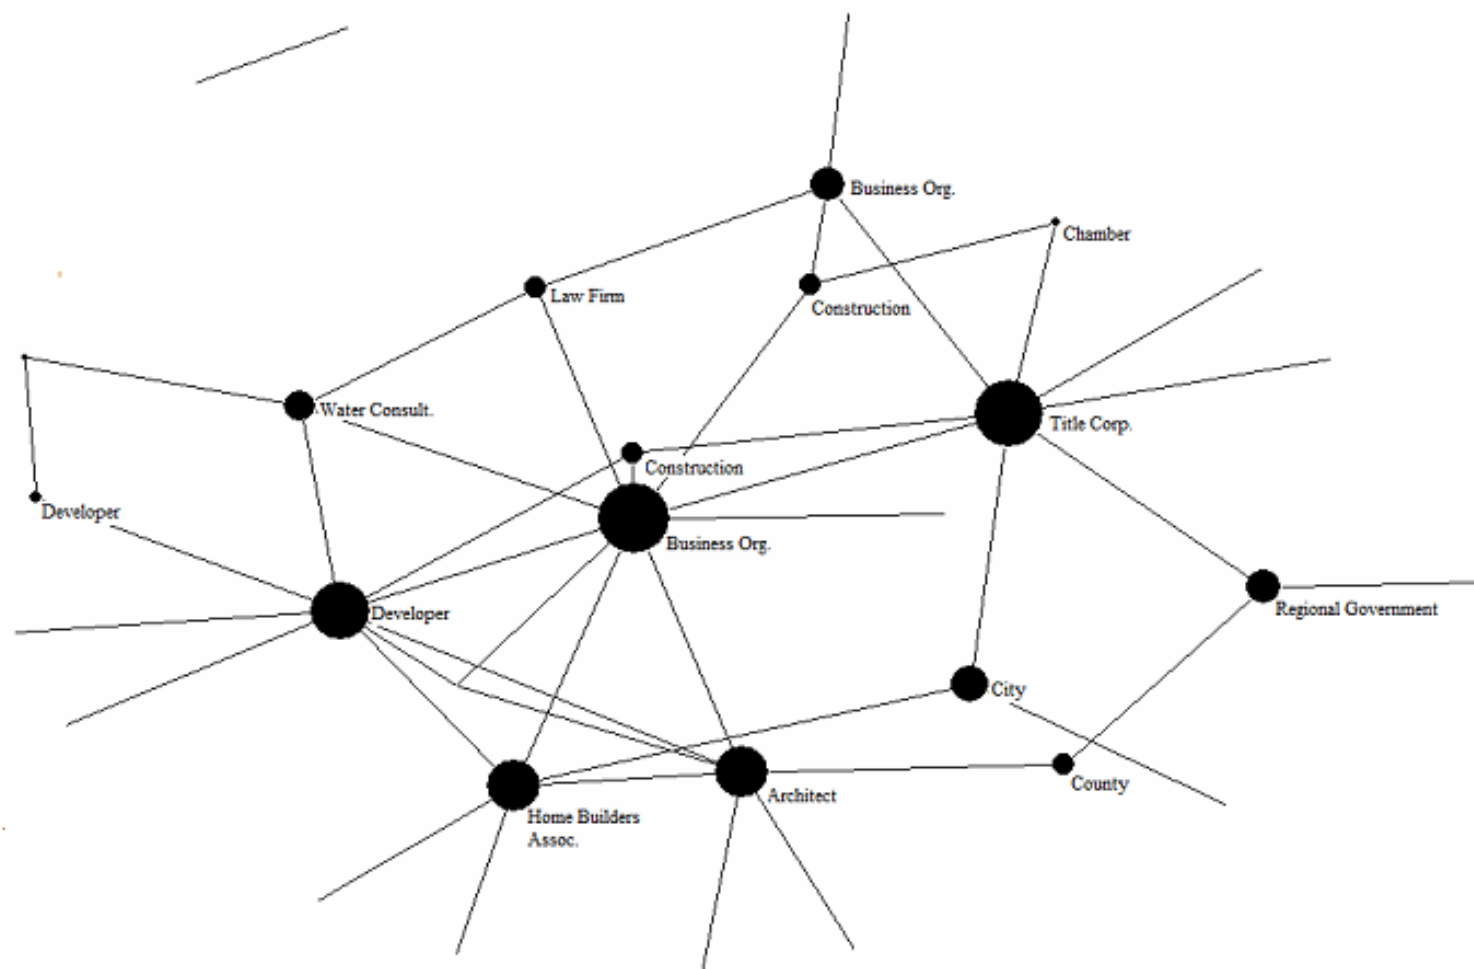 Business Org.
Chamber
Law Firm
Construction
Water Consult.
Title Corp.
Construction
Developer
Business Org.
Developer
Regional Government
City
County
Architect
Home Builders
Assoc.